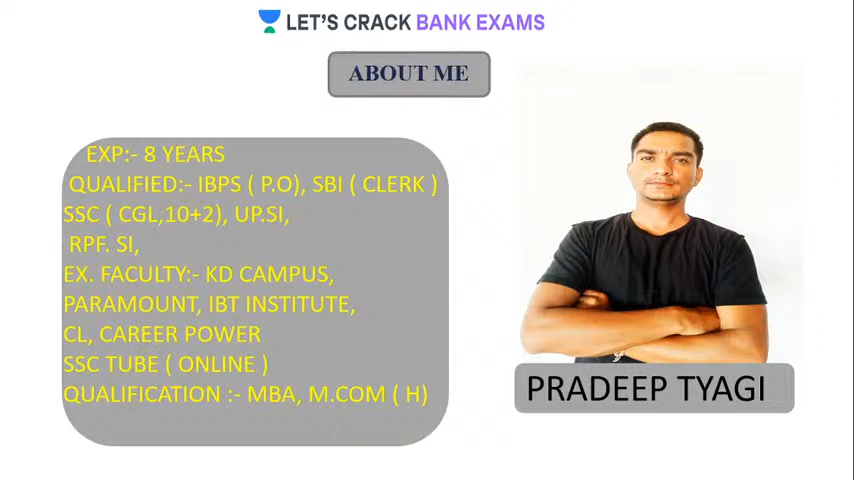 LET'S CRACK BANK EXAMS
ABOUT ME
EXP:- 8 YEARS
QUALIFIED:- IBPS ( P.O), SBI ( CLERK )
SSC ( CGL,10+2), UP.SI,
RPF. SI,
EX. FACULTY:- KD CAMPUS,
PARAMOUNT, IBT INSTITUTE,
CL, CAREER POWER
SSC TUBE ( ONLINE )
QUALIFICATION :- MBA, M.COM ( H)
PRADEEP TYAGI